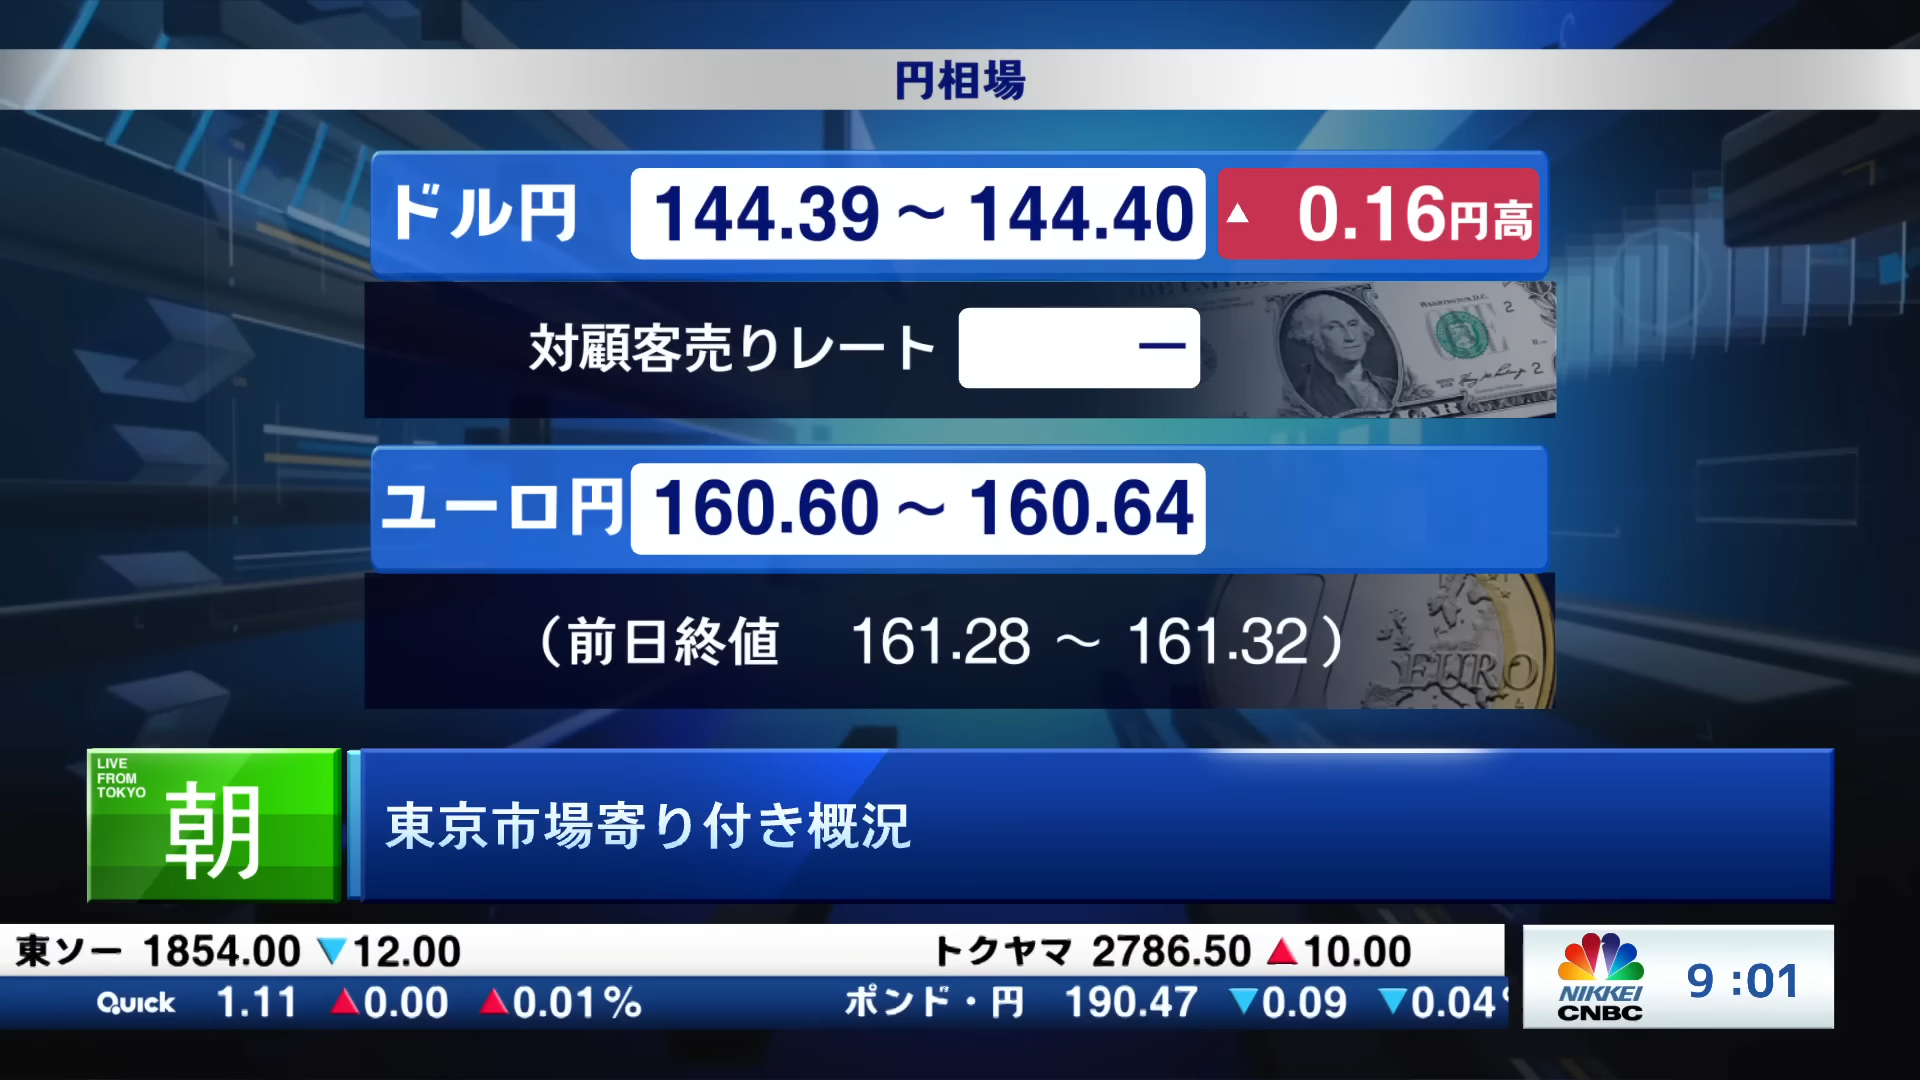 円相場
ドル円 144.39～144.40 ▲ 0.16円高
対顧客売りレート ー
WASHINGTON, D.C.
ユーロ円 160.60～160.64
（前日終値 161.28 ～ 161.32）
EURO
LIVE
FROM
TOKYO
朝
東京市場寄り付き概況
東ソー 1854.00 ▼12.00 トクヤマ 2786.50 ▲10.00
QUICK 1.11 ▲0.00 ▲0.01% ポンド・円 190.47 ▼0.09 ▼0.04
NIKKEI
CNBC
9:01